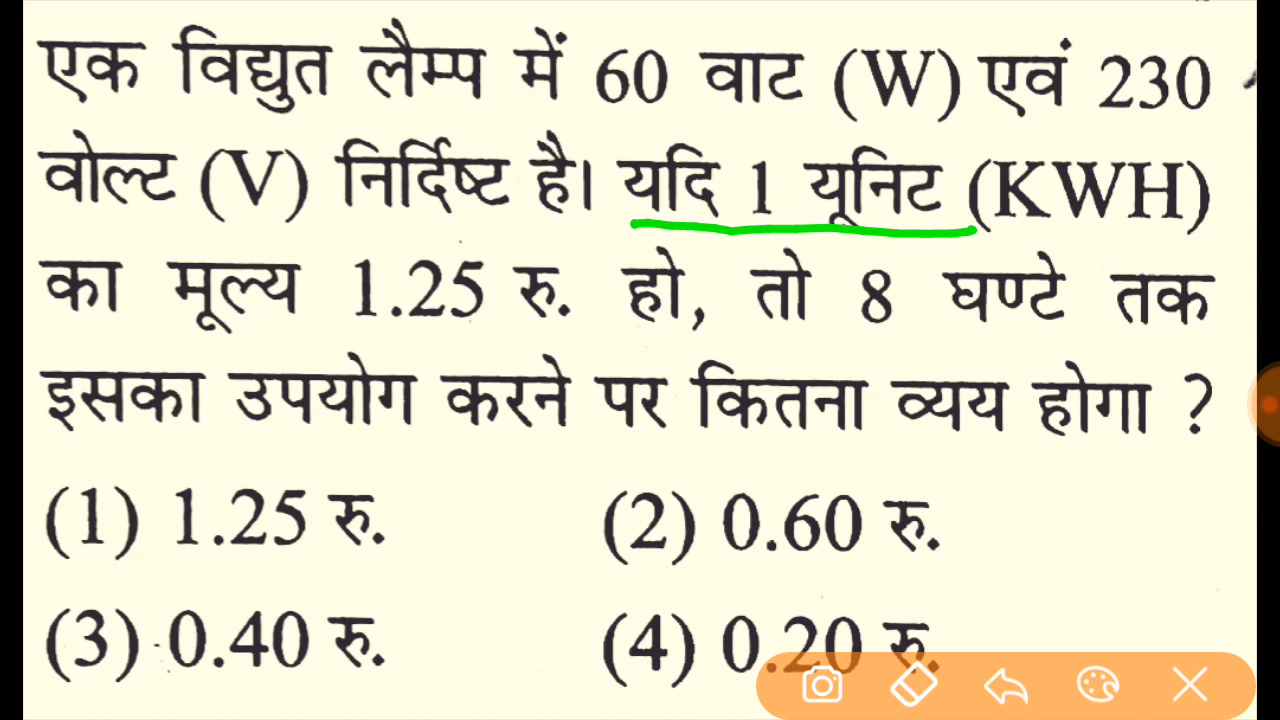 एक विद्युत लैम्प में 60 वाट (W) एवं 230
वोल्ट (V) निर्दिष्ट है। यदि 1 यूनिट (KWH)
का मूल्य 1.25 रु. हो, तो 8 घण्टे तक
इसका उपयोग करने पर कितना व्यय होगा ?
(1) 1.25 रु. (2) 0.60 रु.
(3) 0.40 रु. (4) 0.20 रु.